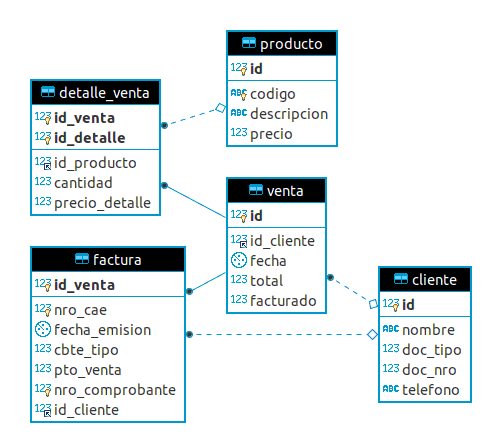 producto
123 id
ABC codigo
ABC descripcion
123 precio
detalle_venta
123 id_venta
123 id_detalle
123 id_producto
123 cantidad
123 precio_detalle
venta
123 id
123 id_cliente
fecha
123 total
123 facturado
factura
123 id_venta
123 nro_cae
fecha_emision
123 cbte_tipo
123 pto_venta
123 nro_comprobante
123 id_cliente
cliente
123 id
ABC nombre
123 doc_tipo
123 doc_nro
ABC telefono